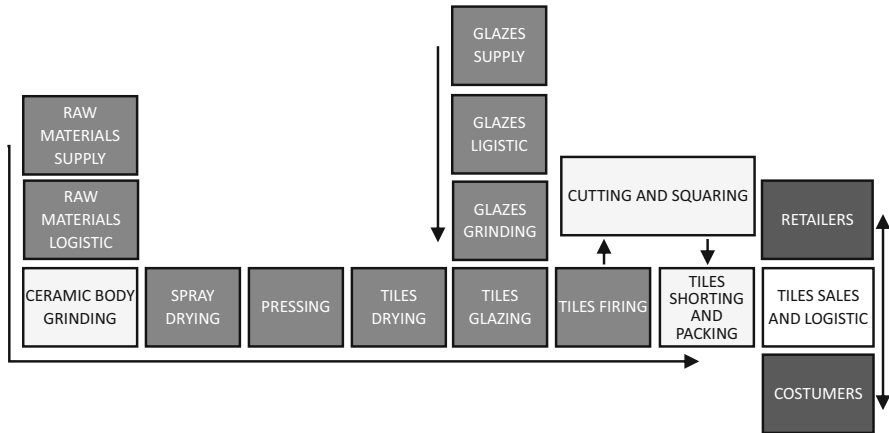 GLAZES
SUPPLY
RAW
MATERIALS
SUPPLY
GLAZES
LIGISTIC
RAW
MATERIALS
LOGISTIC
GLAZES
GRINDING
CUTTING AND SQUARING
RETAILERS
CERAMIC BODY
GRINDING
SPRAY
DRYING
PRESSING
TILES
DRYING
TILES
GLAZING
TILES FIRING
TILES
SHORTING
AND
PACKING
TILES SALES
AND LOGISTIC
COSTUMERS